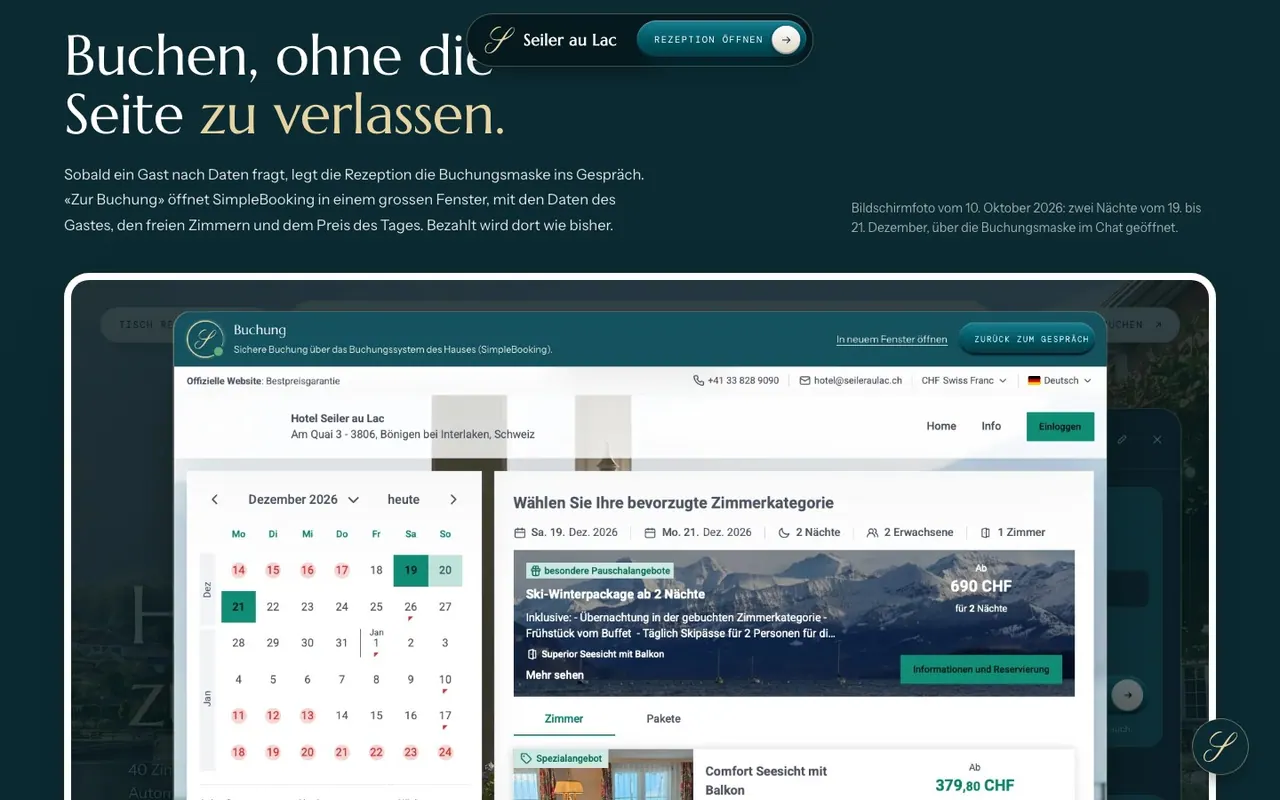 Seiler au Lac
REZEPTION ÖFFNEN
Buchen, ohne die
Seite zu verlassen.
Sobald ein Gast nach Daten fragt, legt die Rezeption die Buchungsmaske ins Gespräch.
«Zur Buchung» öffnet SimpleBooking in einem grossen Fenster, mit den Daten des
Gastes, den freien Zimmern und dem Preis des Tages. Bezahlt wird dort wie bisher.
Bildschirmfoto vom 10. Oktober 2026: zwei Nächte vom 19. bis
21. Dezember, über die Buchungsmaske im Chat geöffnet.
TISCH
Buchung
Sichere Buchung über das Buchungssystem des Hauses (SimpleBooking).
In neuem Fenster öffnen
ZURÜCK ZUM GESPRÄCH
Offizielle Website: Bestpreisgarantie
+41 33 828 9090
hotel@seileraulac.ch
CHF Swiss Franc
Deutsch
Hotel Seiler au Lac
Am Quai 3 - 3806, Bönigen bei Interlaken, Schweiz
Home
Info
Einloggen
Dezember 2026
heute
Mo Di Mi Do Fr Sa So
Dez
14 15 16 17 18 19 20
21 22 23 24 25 26 27
Jan
28 29 30 31 1 2 3
Jan
4 5 6 7 8 9 10
11 12 13 14 15 16 17
18 19 20 21 22 23 24
Wählen Sie Ihre bevorzugte Zimmerkategorie
Sa. 19. Dez. 2026
Mo. 21. Dez. 2026
2 Nächte
2 Erwachsene
1 Zimmer
besondere Pauschalangebote
Ski-Winterpackage ab 2 Nächte
Inklusive: - Übernachtung in der gebuchten Zimmerkategorie -
Frühstück vom Buffet - Täglich Skipässe für 2 Personen für di...
Superior Seesicht mit Balkon
Mehr sehen
Ab
690 CHF
für 2 Nächte
Informationen und Reservierung
Zimmer
Pakete
Spezialangebot
Comfort Seesicht mit
Balkon
Ab
379,80 CHF